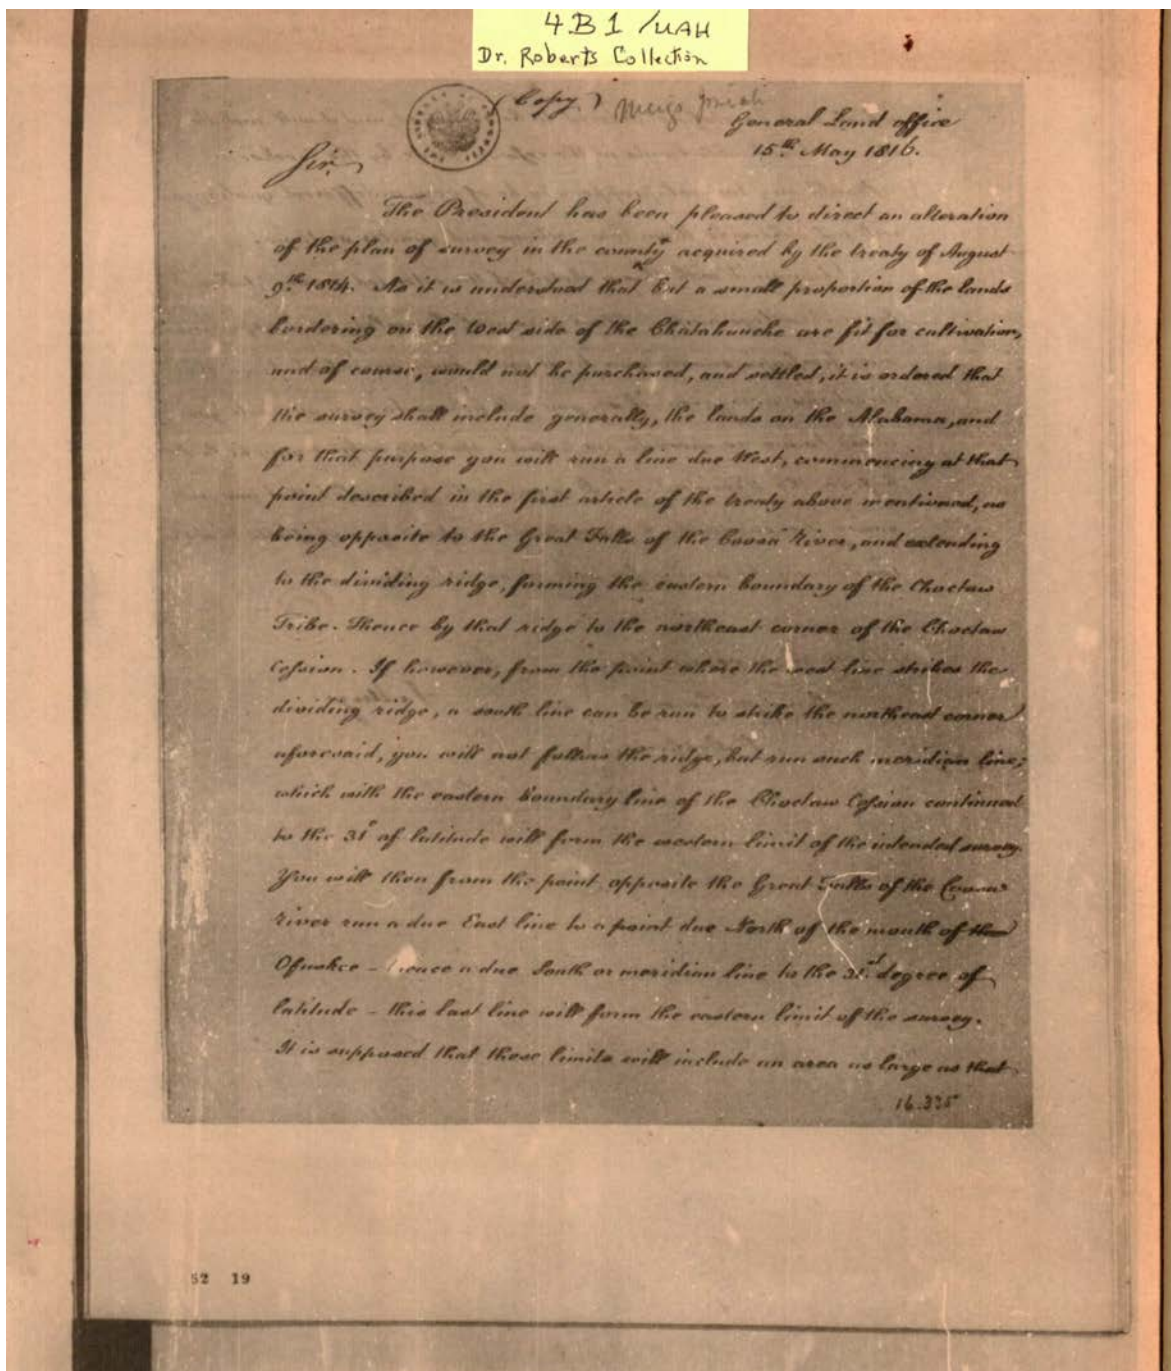 4B1 /UAH
Dr. Roberts Collection
(Copy.) Meigs Josiah
General Land office
15th May 1816.
Sir,
The President has been pleased to direct an alteration
of the plan of survey in the county acquired by the treaty of August
9th 1814. As it is understood that but a small proportion of the lands
bordering on the West side of the Chatahouche are fit for cultivation,
and of course, would not be purchased, and settled, it is ordered that
the survey shall include generally, the lands on the Alabama, and
for that purpose you will run a line due West, commencing at that
point described in the first article of the treaty above mentioned, as
being opposite to the Great Falls of the Coosa River, and extending
to the dividing ridge, forming the eastern boundary of the Choctaw
Tribe. Thence by that ridge to the northeast corner of the Choctaw
Cession. If however, from the point where the west line strikes the
dividing ridge, a south line can be run to strike the northeast corner
aforesaid, you will not follow the ridge, but run such meridian line;
which with the eastern boundary line of the Choctaw Cession continued
to the 31° of latitude will form the western limit of the intended survey.
You will then from the point opposite the Great Falls of the Coosa
River run a due East line to a point due North of the mouth of the
Ofuskee - thence a due South or meridian line to the 31st degree of
latitude - this last line will form the eastern limit of the survey.
It is supposed that these limits will include an area as large as that
16.325
52 19